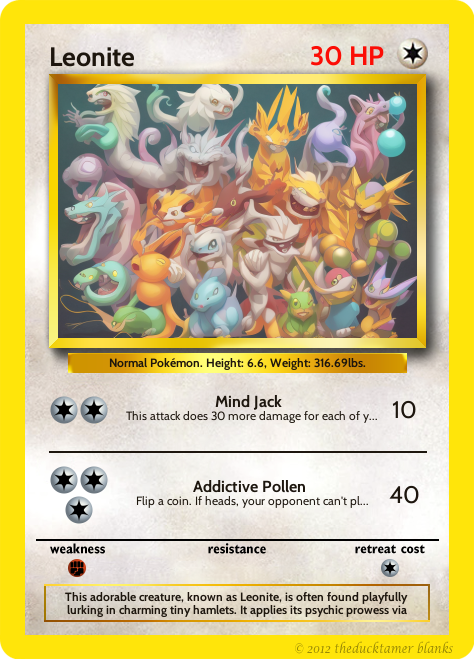 Leonite
30 HP
Normal Pokémon. Height: 6.6, Weight: 316.69lbs.
Mind Jack
This attack does 30 more damage for each of y...
10
Addictive Pollen
Flip a coin. If heads, your opponent can't pl...
40
weakness
resistance
retreat cost
This adorable creature, known as Leonite, is often found playfully
lurking in charming tiny hamlets. It applies its psychic prowess via
© 2012 theducktamer blanks